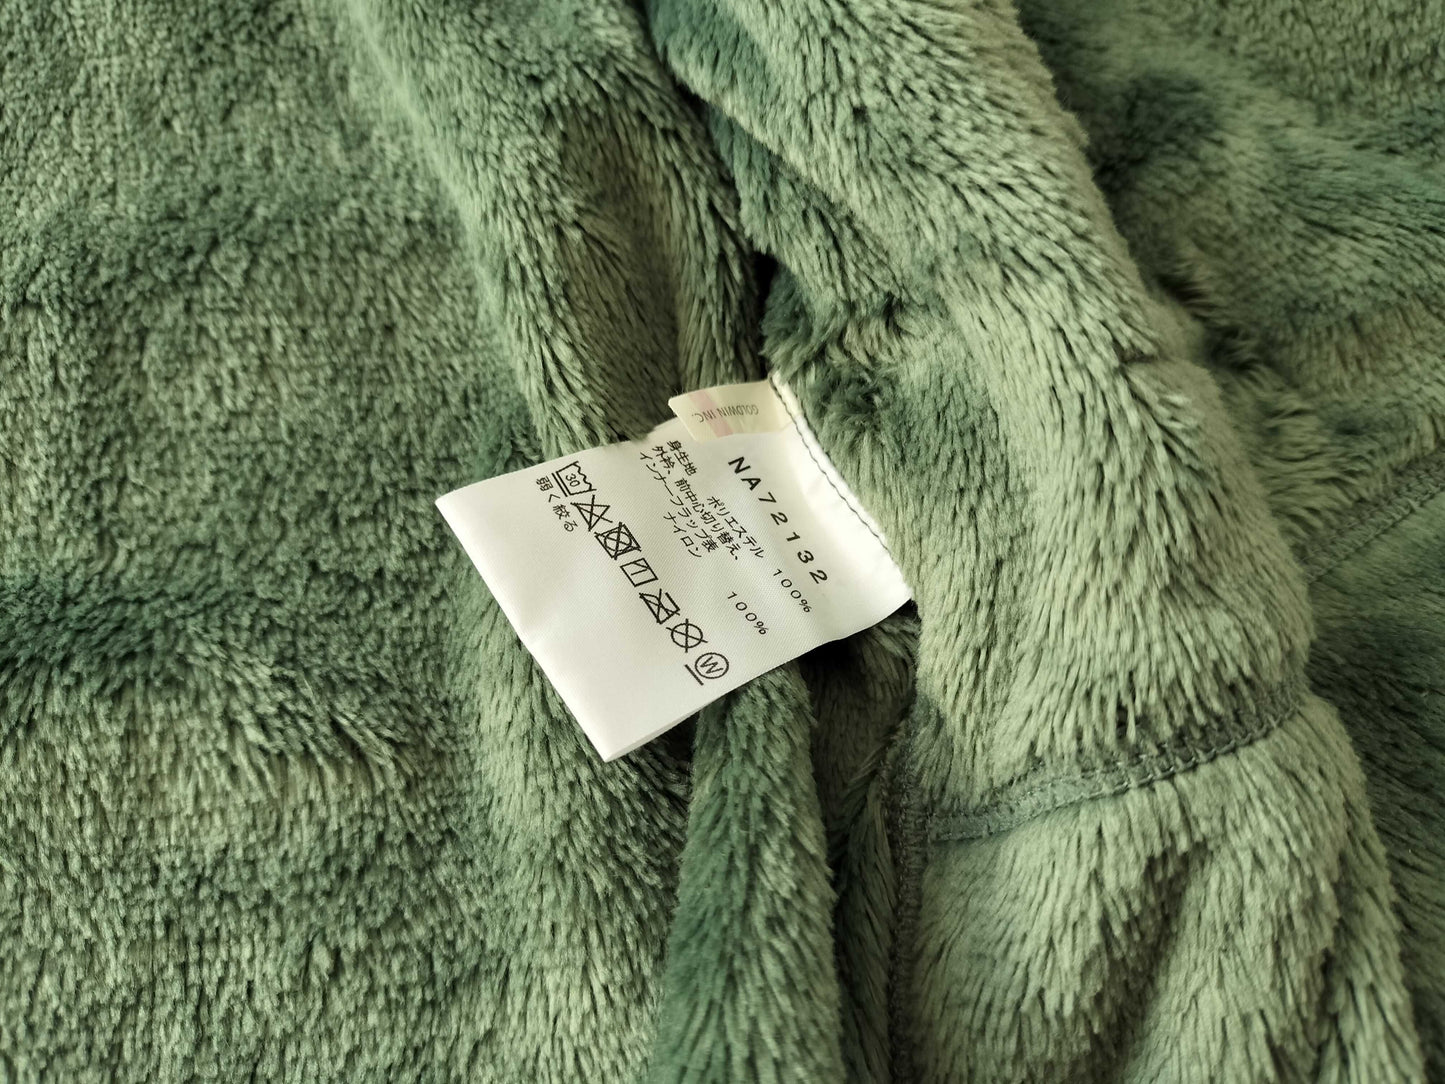 GOLDWIN INC.
NA72132
身生地 ポリエステル 100%
外衿、前中心切り替え、
インナーフラップ表
ナイロン 100%
30
W
弱く絞る